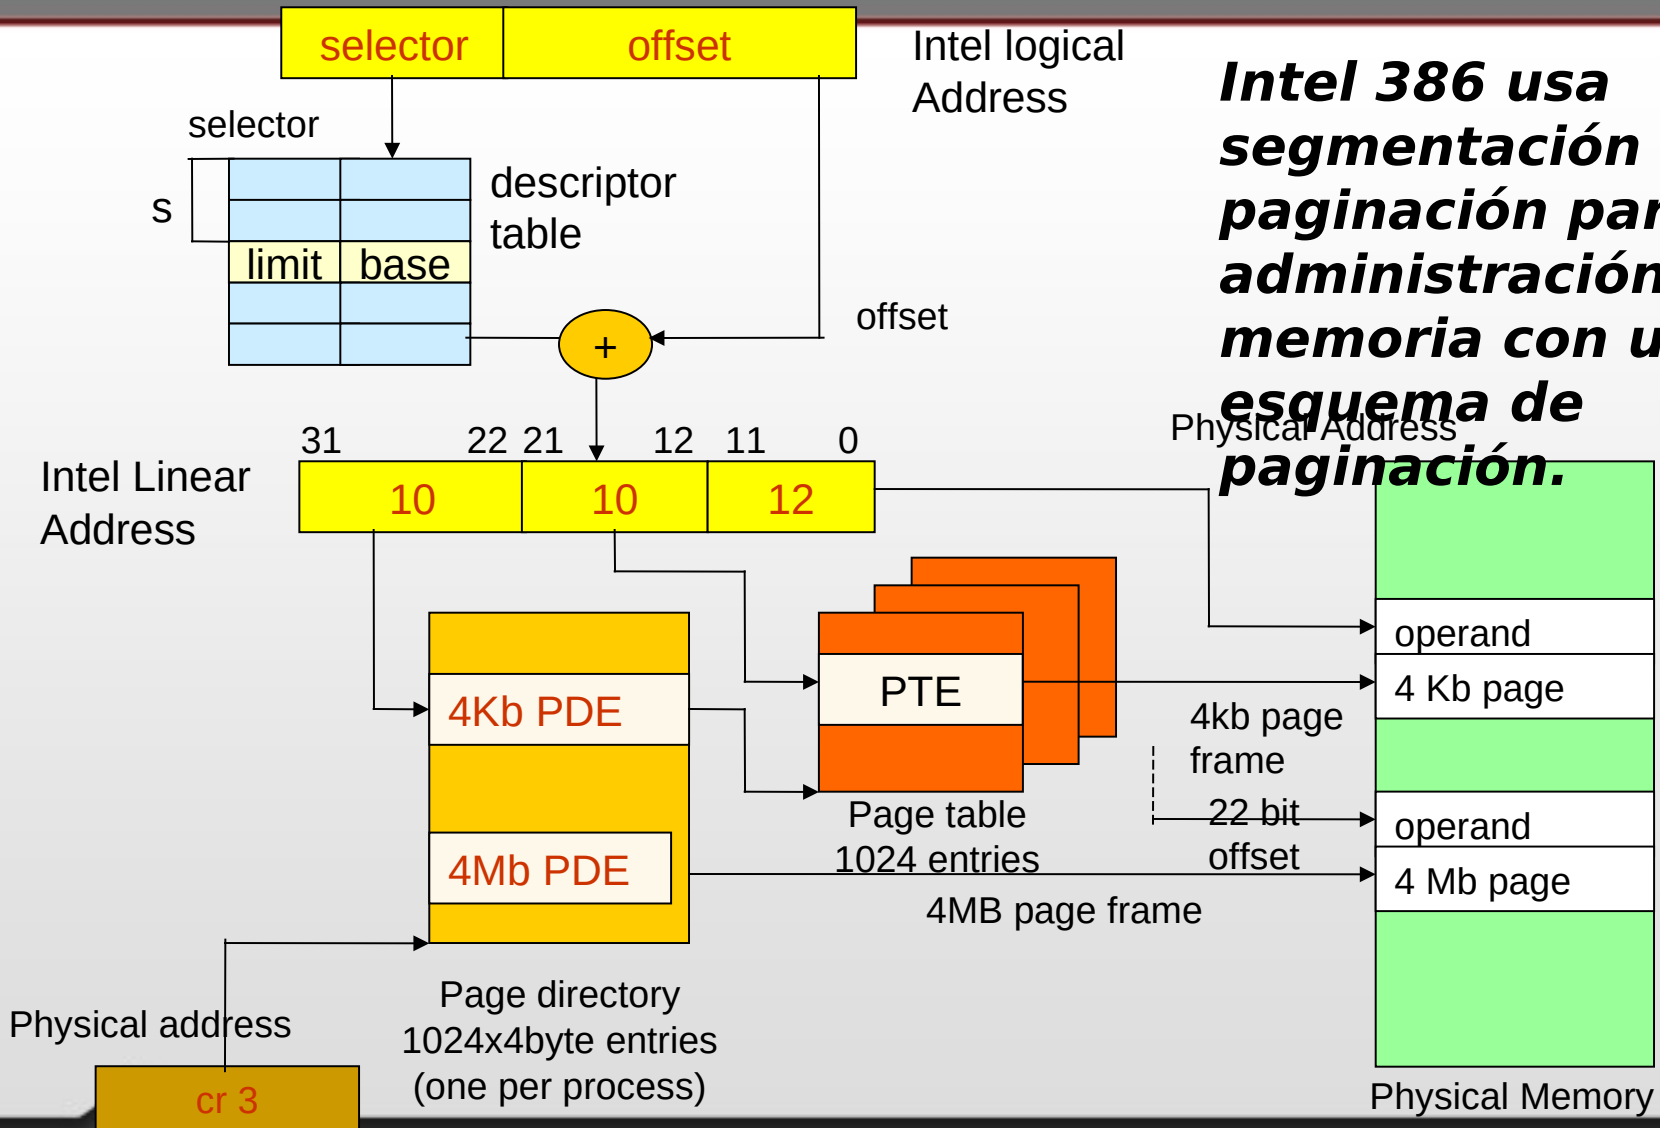 selector
offset
Intel logical
Address
Intel 386 usa
segmentación
paginación
administración
memoria con
esquema de
paginación.
selector
s
descriptor
table
limit
base
+
offset
31
22
21
12
11
0
Intel Linear
Address
10
10
12
Physical Address
operand
4 Kb page
4Kb PDE
PTE
4kb page
frame
22 bit
offset
operand
4 Mb page
Page table
1024 entries
4Mb PDE
4MB page frame
Page directory
1024x4byte entries
(one per process)
Physical address
cr 3
Physical Memory